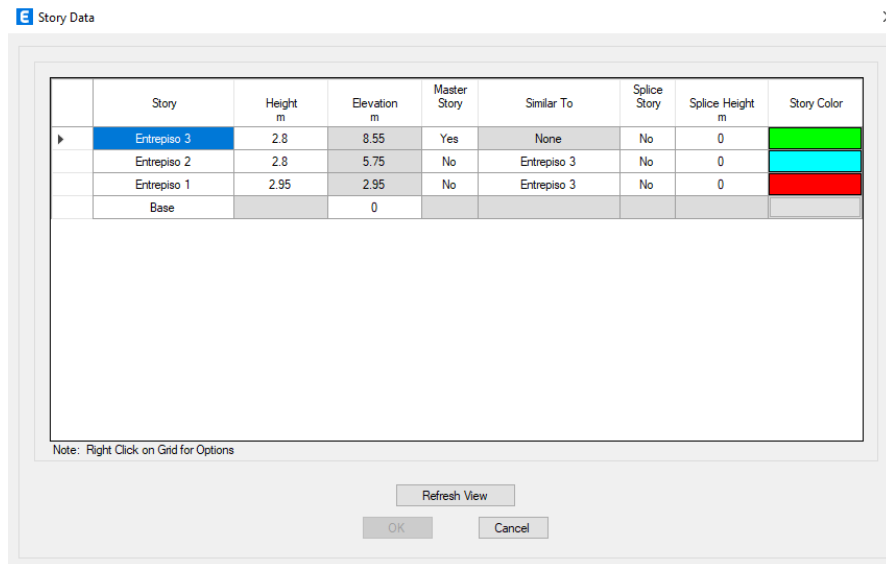 E Story Data
Story Height m Elevation m Master Story Similar To Splice Story Splice Height m Story Color
Entrepiso 3 2.8 8.55 Yes None No 0
Entrepiso 2 2.8 5.75 No Entrepiso 3 No 0
Entrepiso 1 2.95 2.95 No Entrepiso 3 No 0
Base 0
Note: Right Click on Grid for Options
Refresh View
OK Cancel